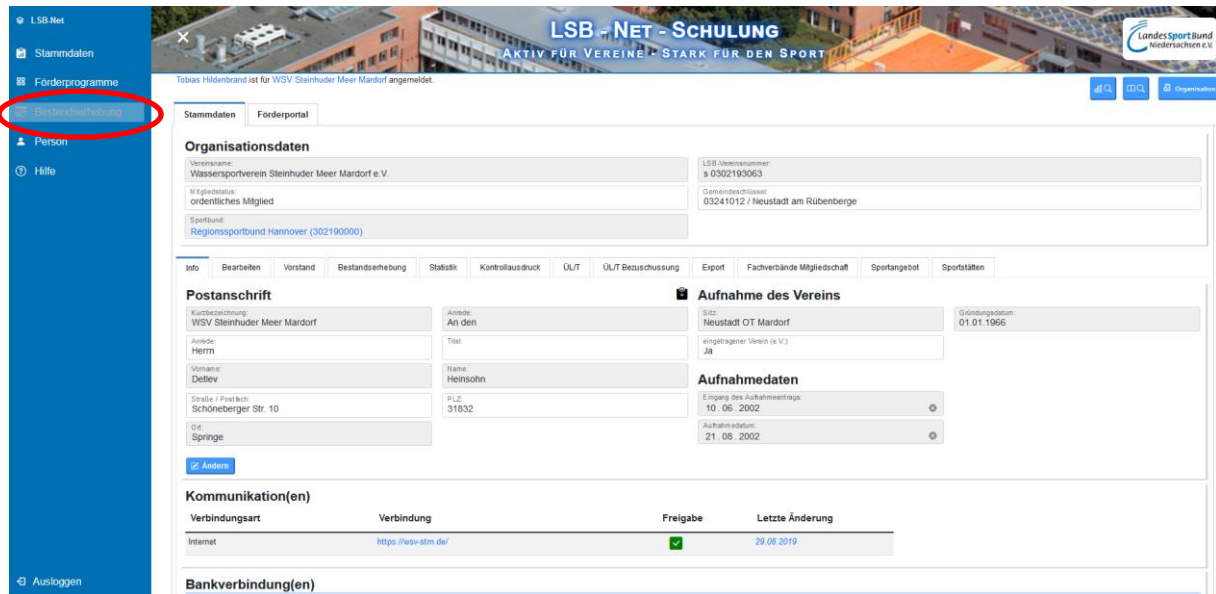 LSB-Net
Stammdaten
Förderprogramme
Bestandserhebung
Person
Hilfe
Ausloggen
LSB - NET - SCHULUNG
AKTIV FÜR VEREINE - STARK FÜR DEN SPORT
LandesSportBund
Niedersachsen e.V.
Tobias Hildenbrand ist für WSV Steinhuder Meer Mardorf angemeldet.
Organisation
Stammdaten Förderportal
Organisationsdaten
Vereinsname:
Wassersportverein Steinhuder Meer Mardorf e.V.
LSB-Vereinsnummer:
s 0302193063
Mitgliedstatus:
ordentliches Mitglied
Gemeindeschlüssel:
03241012 / Neustadt am Rübenberge
Sportbund:
Regionssportbund Hannover (302190000)
Info Bearbeiten Vorstand Bestandserhebung Statistik Kontrollausdruck ÜL/T ÜL/T Bezuschussung Export Fachverbände Mitgliedschaft Sportangebot Sportstätten
Postanschrift
Kurzbezeichnung:
WSV Steinhuder Meer Mardorf
Anrede:
An den
Anrede:
Herrn
Titel:
Vorname:
Detlev
Name:
Heinsohn
Straße / Postfach:
Schöneberger Str. 10
PLZ:
31832
Ort:
Springe
Ändern
Aufnahme des Vereins
Sitz:
Neustadt OT Mardorf
Gründungsdatum:
01.01.1966
eingetragener Verein (e.V.)
Ja
Aufnahmedaten
Eingang des Aufnahmeantrags:
10 . 06 . 2002
Aufnahmedatum:
21 . 08 . 2002
Kommunikation(en)
Verbindungsart Verbindung Freigabe Letzte Änderung
Internet https://wsv-stm.de/ 29.08.2019
Bankverbindung(en)